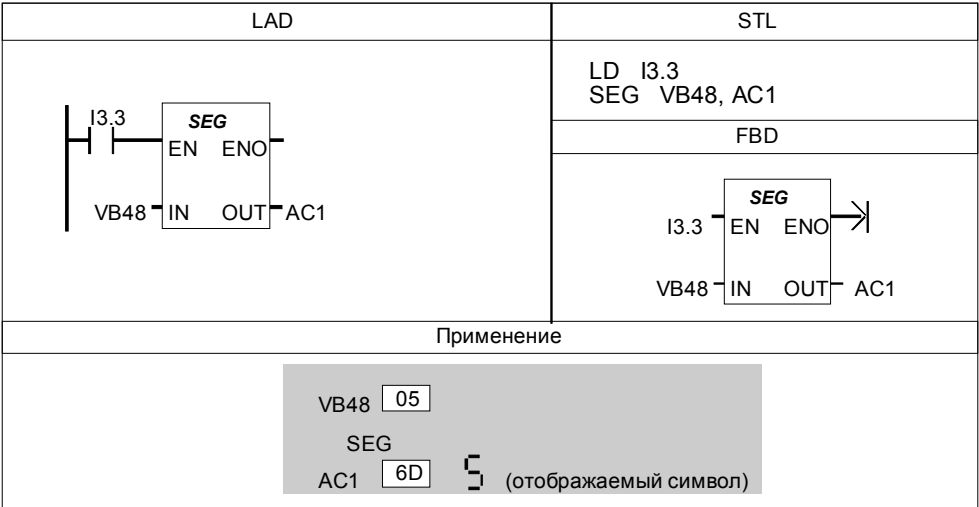 LAD
STL
I3.3
SEG
EN ENO
VB48 IN OUT AC1
LD I3.3
SEG VB48, AC1
FBD
SEG
I3.3 EN ENO
VB48 IN OUT AC1
Применение
VB48 05
SEG
AC1 6D 5 (отображаемый символ)